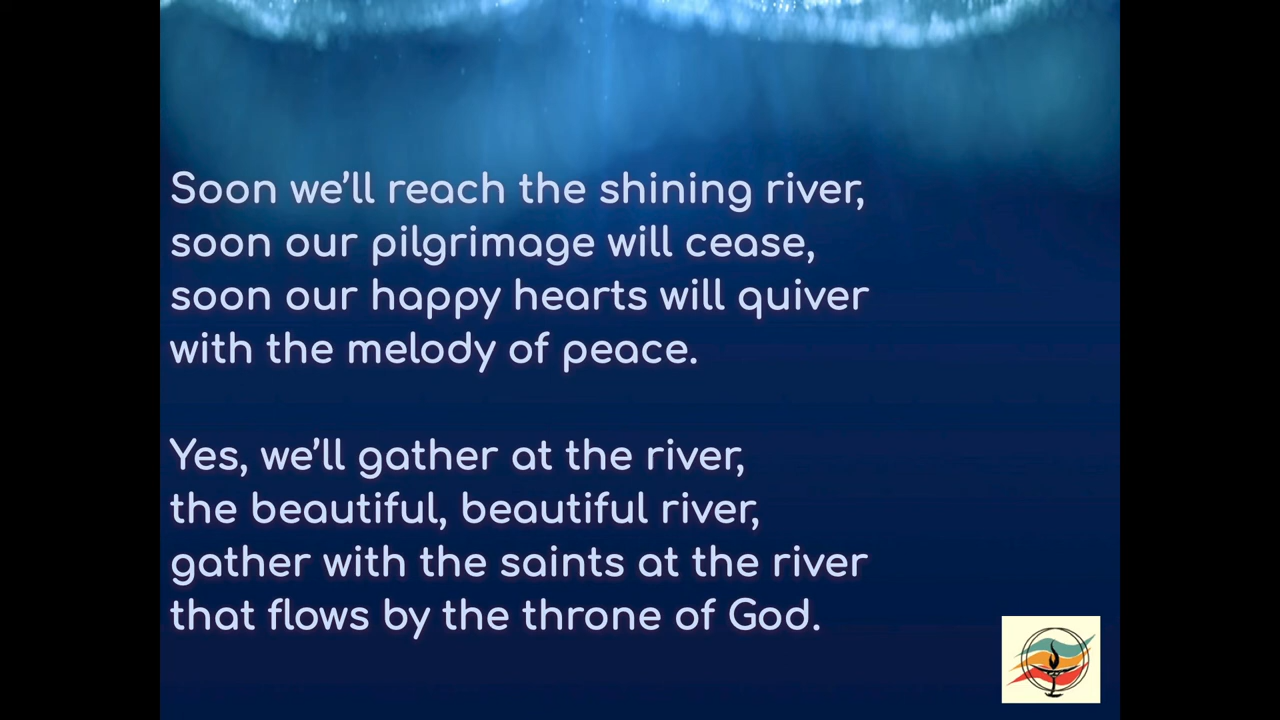 Soon we’ll reach the shining river,
soon our pilgrimage will cease,
soon our happy hearts will quiver
with the melody of peace.
Yes, we’ll gather at the river,
the beautiful, beautiful river,
gather with the saints at the river
that flows by the throne of God.